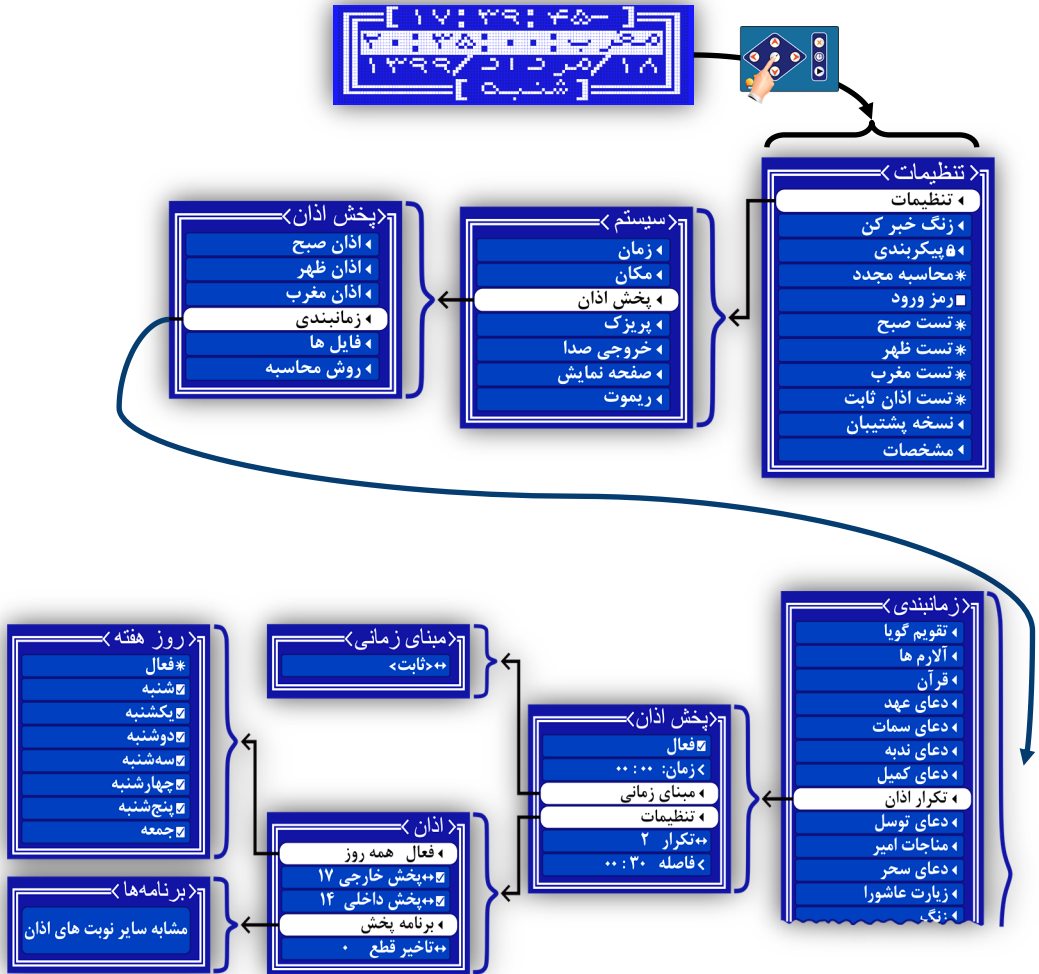 [ -۱۷:۳۹:۴۵ ]
مغرب:۲۰:۳۵:۰۰
۱۸/مرداد/۱۳۹۹
[ شنبه ]
<تنظیمات>
تنظیمات
زنگ خبر کن
پیکربندی
*محاسبه مجدد
رمز ورود
*تست صبح
*تست ظهر
*تست مغرب
*تست اذان ثابت
نسخه پشتیبان
مشخصات
<سیستم>
زمان
مکان
پخش اذان
پریزک
خروجی صدا
صفحه نمایش
ریموت
<پخش اذان>
اذان صبح
اذان ظهر
اذان مغرب
زمانبندی
فایل ها
روش محاسبه
<زمانبندی>
تقویم گویا
آلارم ها
قرآن
دعای عهد
دعای سمات
دعای ندبه
دعای کمیل
تکرار اذان
دعای توسل
مناجات امیر
دعای سحر
زیارت عاشورا
زنگ
<پخش اذان>
فعال
زمان: ۰۰:۰۰
مبنای زمانی
تنظیمات
تکرار ۲
فاصله ۰۰:۳۰
<مبنای زمانی>
<ثابت>
<اذان>
فعال همه روز
پخش خارجی ۱۷
پخش داخلی ۱۴
برنامه پخش
تاخیر قطع ۰
<روز هفته>
*فعال
شنبه
یکشنبه
دوشنبه
سه‌شنبه
چهارشنبه
پنج‌شنبه
جمعه
<برنامه‌ها>
مشابه سایر نوبت های اذان